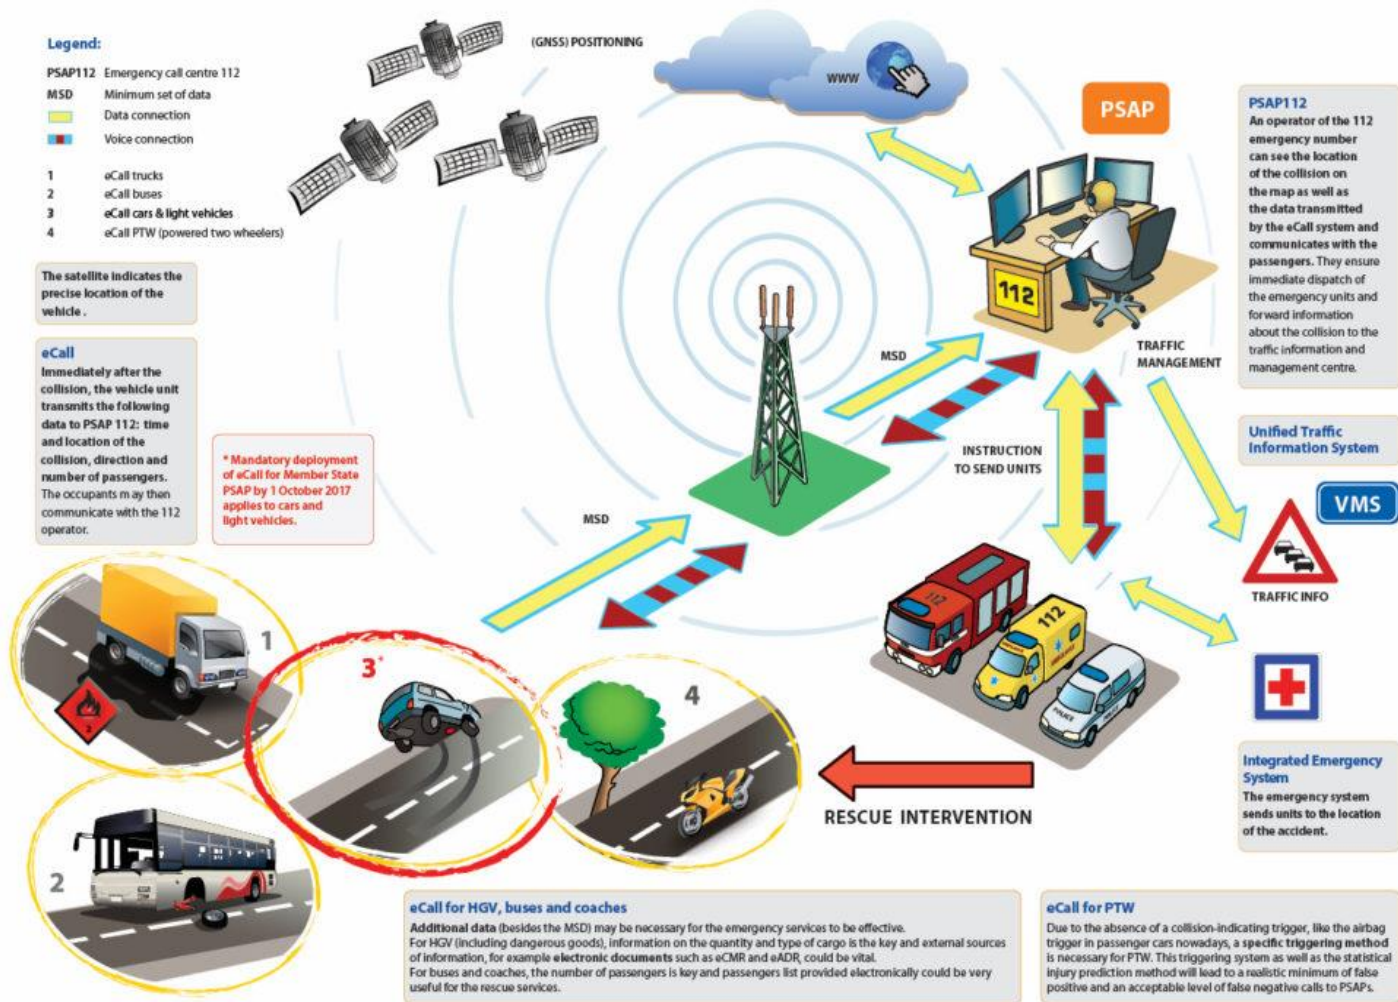 Legend:
PSAP112 Emergency call centre 112
MSD Minimum set of data
Data connection
Voice connection
1 eCall trucks
2 eCall buses
3 eCall cars & light vehicles
4 eCall PTW (powered two wheelers)
The satellite indicates the
precise location of the
vehicle .
eCall
Immediately after the
collision, the vehicle unit
transmits the following
data to PSAP 112: time
and location of the
collision, direction and
number of passengers.
The occupants may then
communicate with the 112
operator.
* Mandatory deployment
of eCall for Member State
PSAP by 1 October 2017
applies to cars and
light vehicles.
(GNSS) POSITIONING
WWW
PSAP
112
PSAP112
An operator of the 112
emergency number
can see the location
of the collision on
the map as well as
the data transmitted
by the eCall system and
communicates with the
passengers. They ensure
immediate dispatch of
the emergency units and
forward information
about the collision to the
traffic information and
management centre.
MSD
TRAFFIC
MANAGEMENT
INSTRUCTION
TO SEND UNITS
Unified Traffic
Information System
VMS
TRAFFIC INFO
MSD
112
112
AMBULANCE
POLICE
POLICE
1
2
3*
4
2
RESCUE INTERVENTION
Integrated Emergency
System
The emergency system
sends units to the location
of the accident.
eCall for HGV, buses and coaches
Additional data (besides the MSD) may be necessary for the emergency services to be effective.
For HGV (including dangerous goods), information on the quantity and type of cargo is the key and external sources
of information, for example electronic documents such as eCMR and eADR, could be vital.
For buses and coaches, the number of passengers is key and passengers list provided electronically could be very
useful for the rescue services.
eCall for PTW
Due to the absence of a collision-indicating trigger, like the airbag
trigger in passenger cars nowadays, a specific triggering method
is necessary for PTW. This triggering system as well as the statistical
injury prediction method will lead to a realistic minimum of false
positive and an acceptable level of false negative calls to PSAPs.